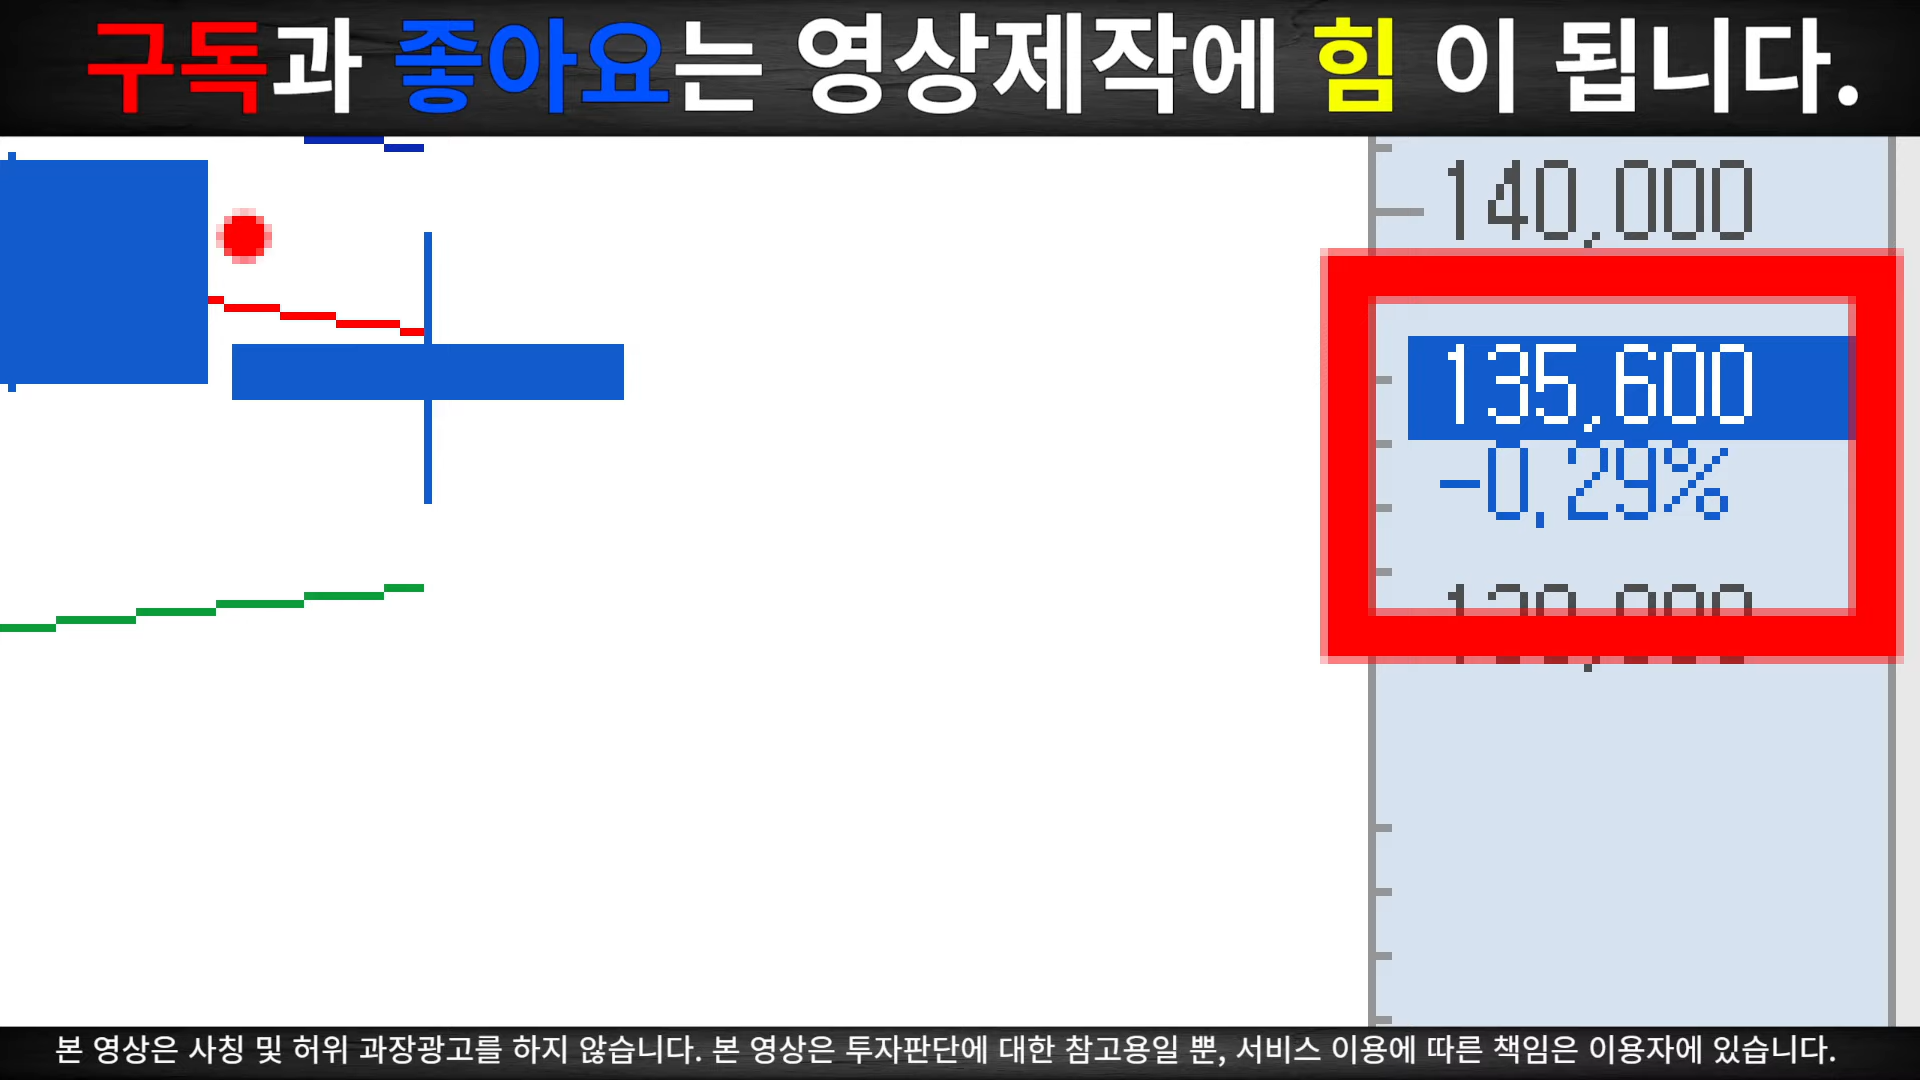 구독과 좋아요는 영상제작에 힘 이 됩니다.
140,000
135,600
-0.29%
130,000
본 영상은 사칭 및 허위 과장광고를 하지 않습니다. 본 영상은 투자판단에 대한 참고용일 뿐, 서비스 이용에 따른 책임은 이용자에 있습니다.